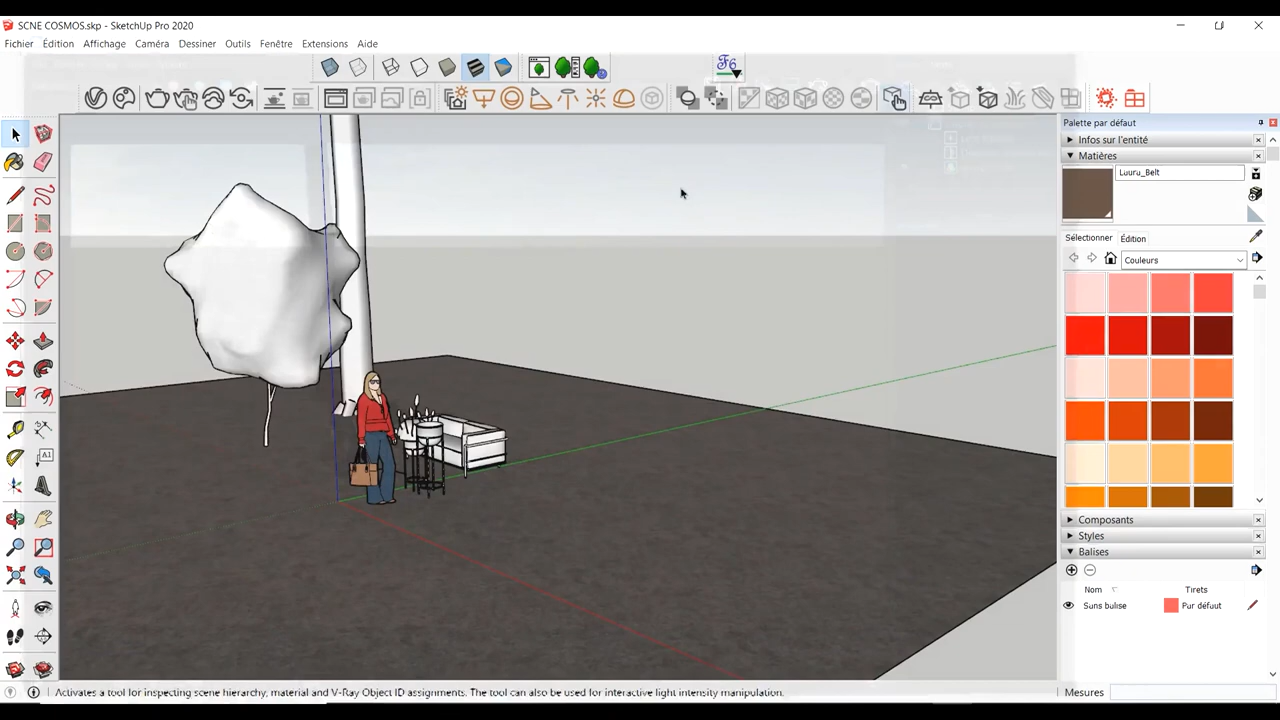 SCNE COSMOS.skp - SketchUp Pro 2020
Fichier Édition Affichage Caméra Dessiner Outils Fenêtre Extensions Aide
Palette par défaut
Infos sur l'entité
Matières
Luuru_Belt
Sélectionner Édition
Couleurs
Composants
Styles
Balises
Nom Tirets
Suns bulise Pur défuut
Activates a tool for inspecting scene hierarchy, material and V-Ray Object ID assignments. The tool can also be used for interactive light intensity manipulation. Mesures